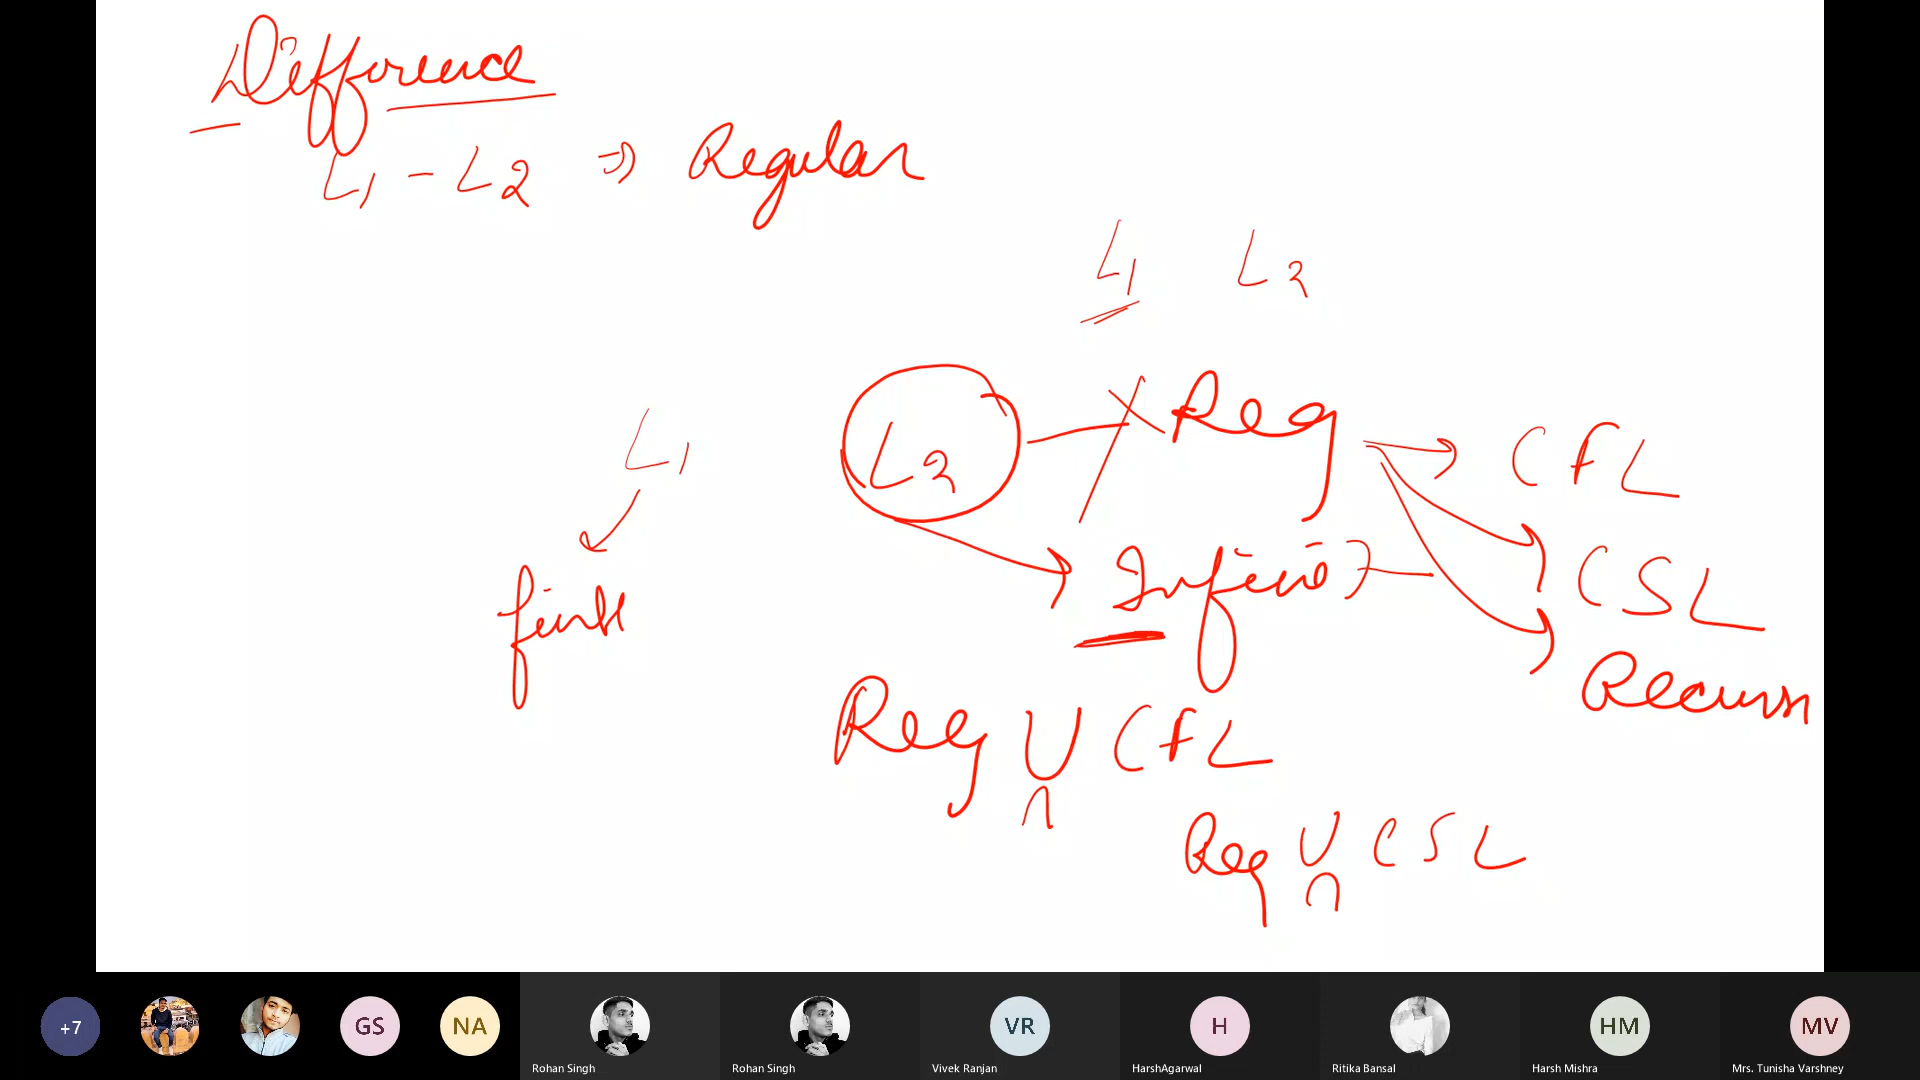 Difference
L1 - L2 ⇒ Regular
L1 L2
L1 L2 Reg → CFL
finite Infinite CSL
Recursi
Reg U CFL
∩
Reg U CSL
∩
+7 GS NA VR H HM MV
Rohan Singh Rohan Singh Vivek Ranjan HarshAgarwal Ritika Bansal Harsh Mishra Mrs. Tunisha Varshney